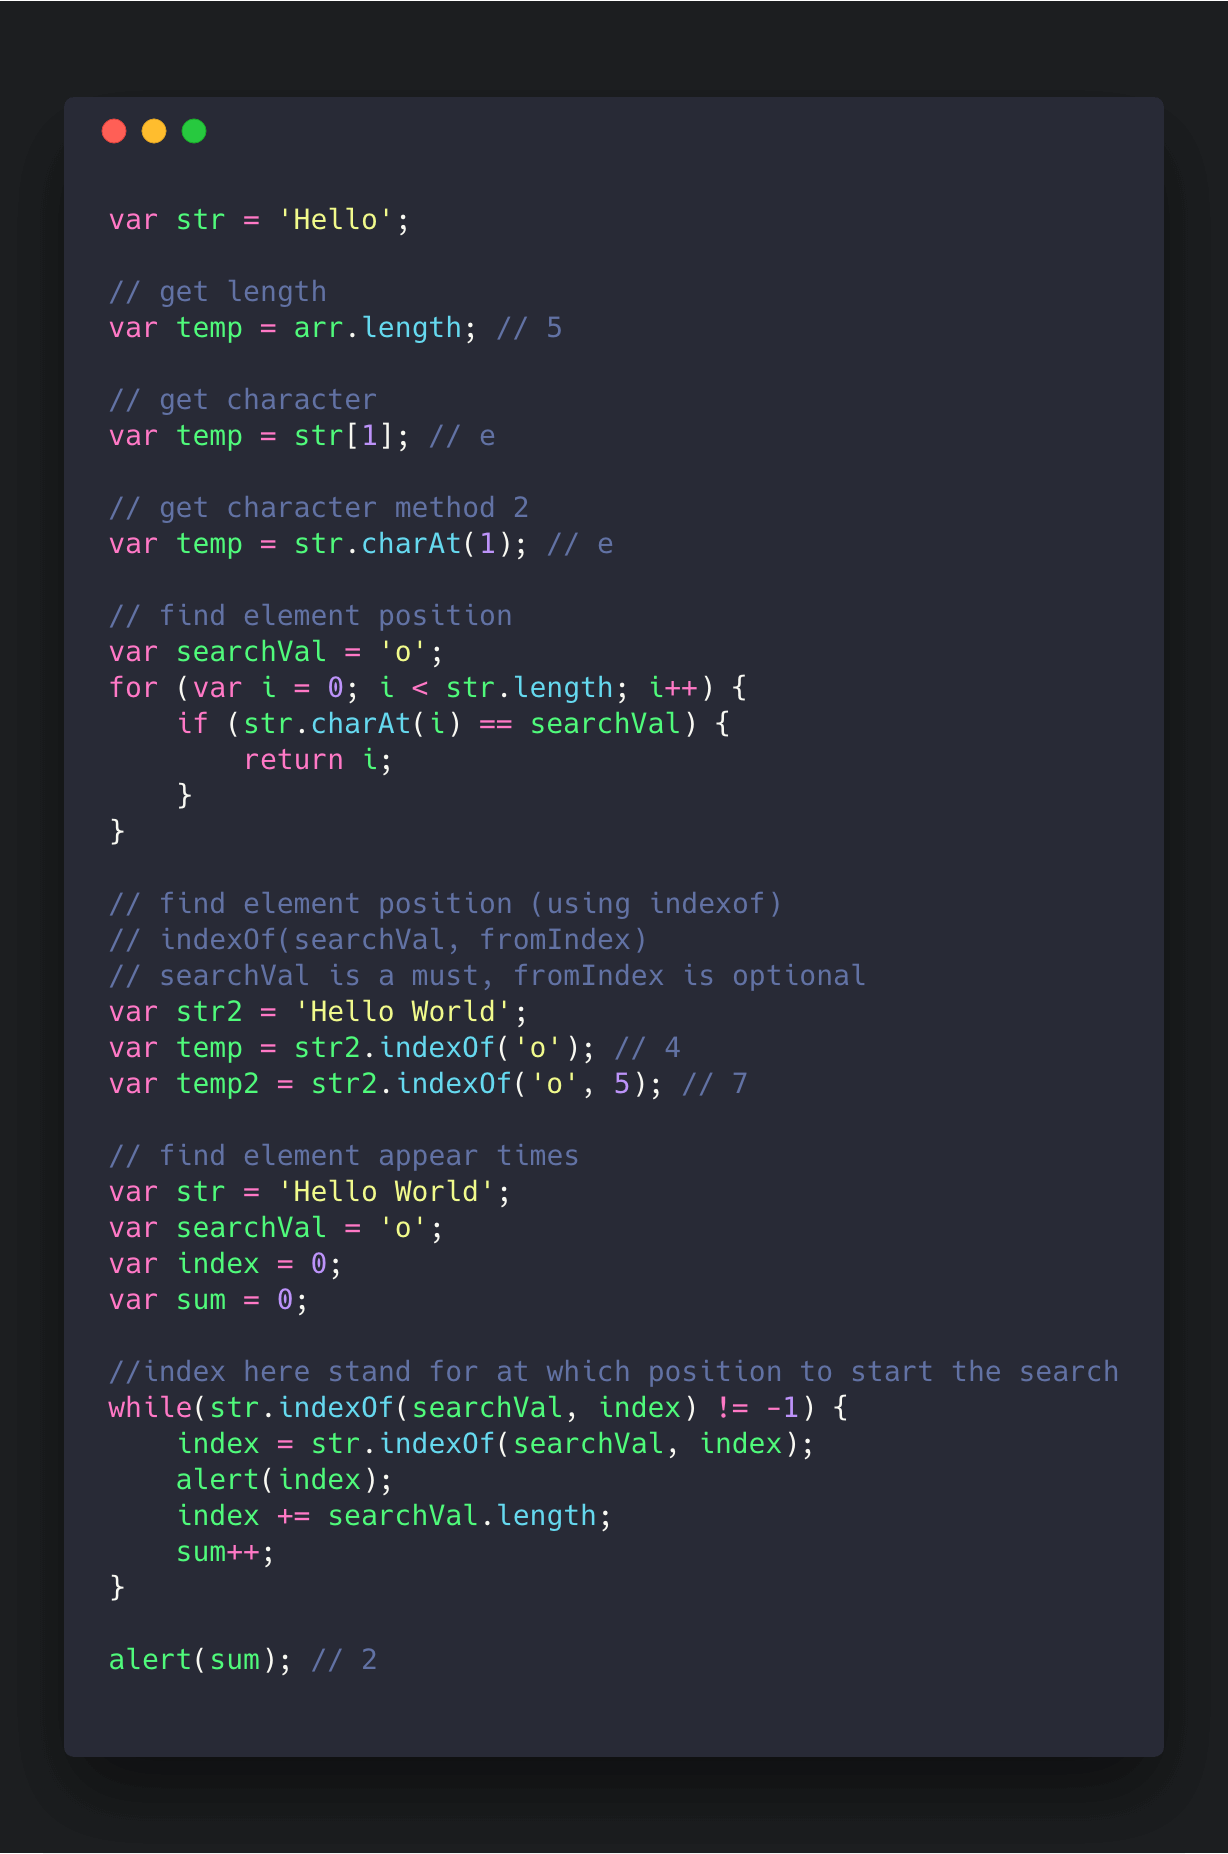 var str = 'Hello';

// get length
var temp = arr.length; // 5

// get character
var temp = str[1]; // e

// get character method 2
var temp = str.charAt(1); // e

// find element position
var searchVal = 'o';
for (var i = 0; i < str.length; i++) {
    if (str.charAt(i) == searchVal) {
        return i;
    }
}

// find element position (using indexof)
// indexOf(searchVal, fromIndex)
// searchVal is a must, fromIndex is optional
var str2 = 'Hello World';
var temp = str2.indexOf('o'); // 4
var temp2 = str2.indexOf('o', 5); // 7

// find element appear times
var str = 'Hello World';
var searchVal = 'o';
var index = 0;
var sum = 0;

//index here stand for at which position to start the search
while(str.indexOf(searchVal, index) != -1) {
    index = str.indexOf(searchVal, index);
    alert(index);
    index += searchVal.length;
    sum++;
}

alert(sum); // 2